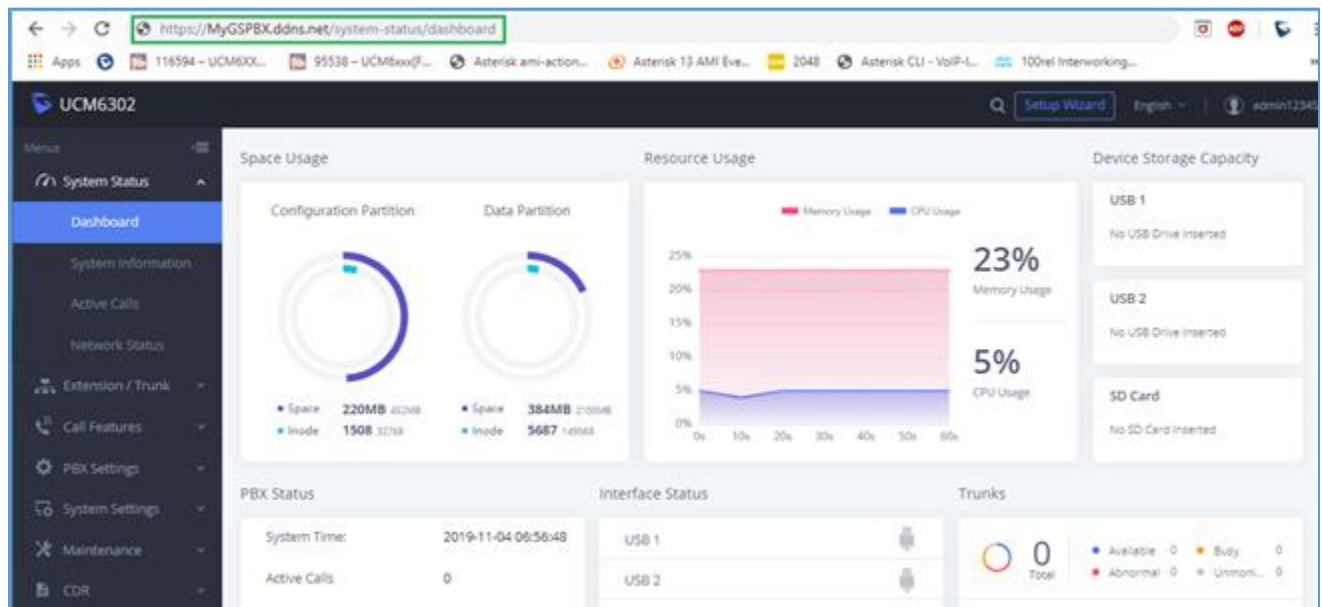 https://MyGSPBX.ddns.net/system-status/dashboard
Apps 116594 – UCM6XX... 95538 – UCM6xxx(F... Asterisk ami-action... Asterisk 13 AMI Eve... 2048 Asterisk CLI - VoIP-I... 100rel Interworking...
UCM6302 Setup Wizard English admin12345
Menus
System Status
Dashboard
System Information
Active Calls
Network Status
Extension / Trunk
Call Features
PBX Settings
System Settings
Maintenance
CDR
Space Usage
Configuration Partition Data Partition
Space 220MB 452MB Space 384MB 2100MB
Inode 1508 32768 Inode 5687
Resource Usage
Memory Usage CPU Usage
25%
20%
15%
10%
5%
0%
0s 10s 20s 30s 40s 50s 60s
23%
Memory Usage
5%
CPU Usage
Device Storage Capacity
USB 1
No USB Drive Inserted
USB 2
No USB Drive Inserted
SD Card
No SD Card Inserted
PBX Status
System Time: 2019-11-04 06:56:48
Active Calls 0
Interface Status
USB 1
USB 2
Trunks
0
Total
Available 0 Busy 0
Abnormal 0 Unmoni... 0